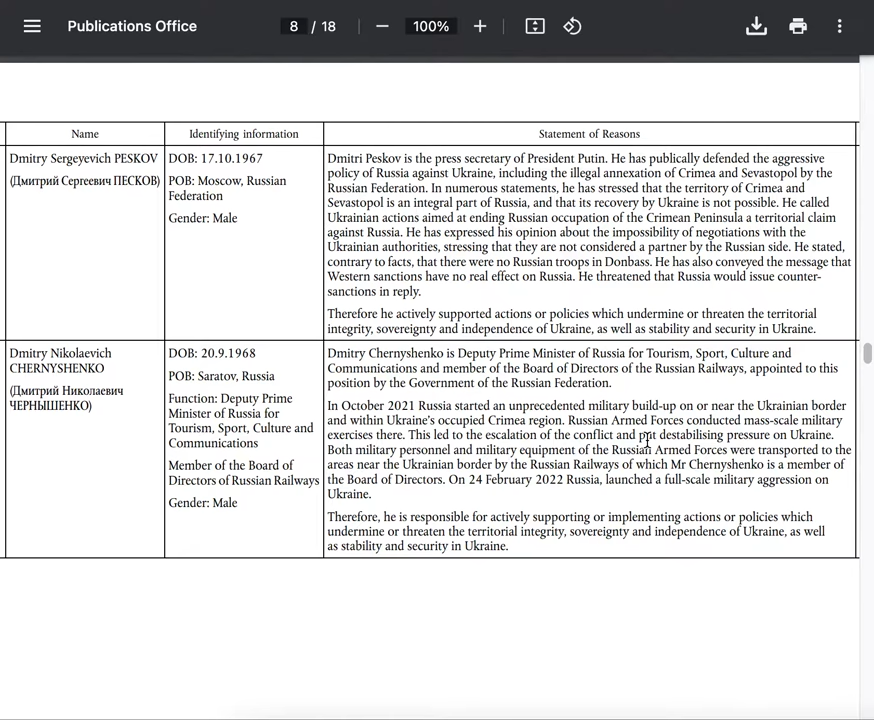 Publications Office
8 / 18
100%
Name
Identifying information
Statement of Reasons
Dmitry Sergeyevich PESKOV
(Дмитрий Сергеевич ПЕСКОВ)
DOB: 17.10.1967
POB: Moscow, Russian
Federation
Gender: Male
Dmitri Peskov is the press secretary of President Putin. He has publically defended the aggressive
policy of Russia against Ukraine, including the illegal annexation of Crimea and Sevastopol by the
Russian Federation. In numerous statements, he has stressed that the territory of Crimea and
Sevastopol is an integral part of Russia, and that its recovery by Ukraine is not possible. He called
Ukrainian actions aimed at ending Russian occupation of the Crimean Peninsula a territorial claim
against Russia. He has expressed his opinion about the impossibility of negotiations with the
Ukrainian authorities, stressing that they are not considered a partner by the Russian side. He stated,
contrary to facts, that there were no Russian troops in Donbass. He has also conveyed the message that
Western sanctions have no real effect on Russia. He threatened that Russia would issue counter-
sanctions in reply.
Therefore he actively supported actions or policies which undermine or threaten the territorial
integrity, sovereignty and independence of Ukraine, as well as stability and security in Ukraine.
Dmitry Nikolaevich
CHERNYSHENKO
(Дмитрий Николаевич
ЧЕРНЫШЕНКО)
DOB: 20.9.1968
POB: Saratov, Russia
Function: Deputy Prime
Minister of Russia for
Tourism, Sport, Culture and
Communications
Member of the Board of
Directors of Russian Railways
Gender: Male
Dmitry Chernyshenko is Deputy Prime Minister of Russia for Tourism, Sport, Culture and
Communications and member of the Board of Directors of the Russian Railways, appointed to this
position by the Government of the Russian Federation.
In October 2021 Russia started an unprecedented military build-up on or near the Ukrainian border
and within Ukraine's occupied Crimea region. Russian Armed Forces conducted mass-scale military
exercises there. This led to the escalation of the conflict and put destabilising pressure on Ukraine.
Both military personnel and military equipment of the Russian Armed Forces were transported to the
areas near the Ukrainian border by the Russian Railways of which Mr Chernyshenko is a member of
the Board of Directors. On 24 February 2022 Russia, launched a full-scale military aggression on
Ukraine.
Therefore, he is responsible for actively supporting or implementing actions or policies which
undermine or threaten the territorial integrity, sovereignty and independence of Ukraine, as well
as stability and security in Ukraine.